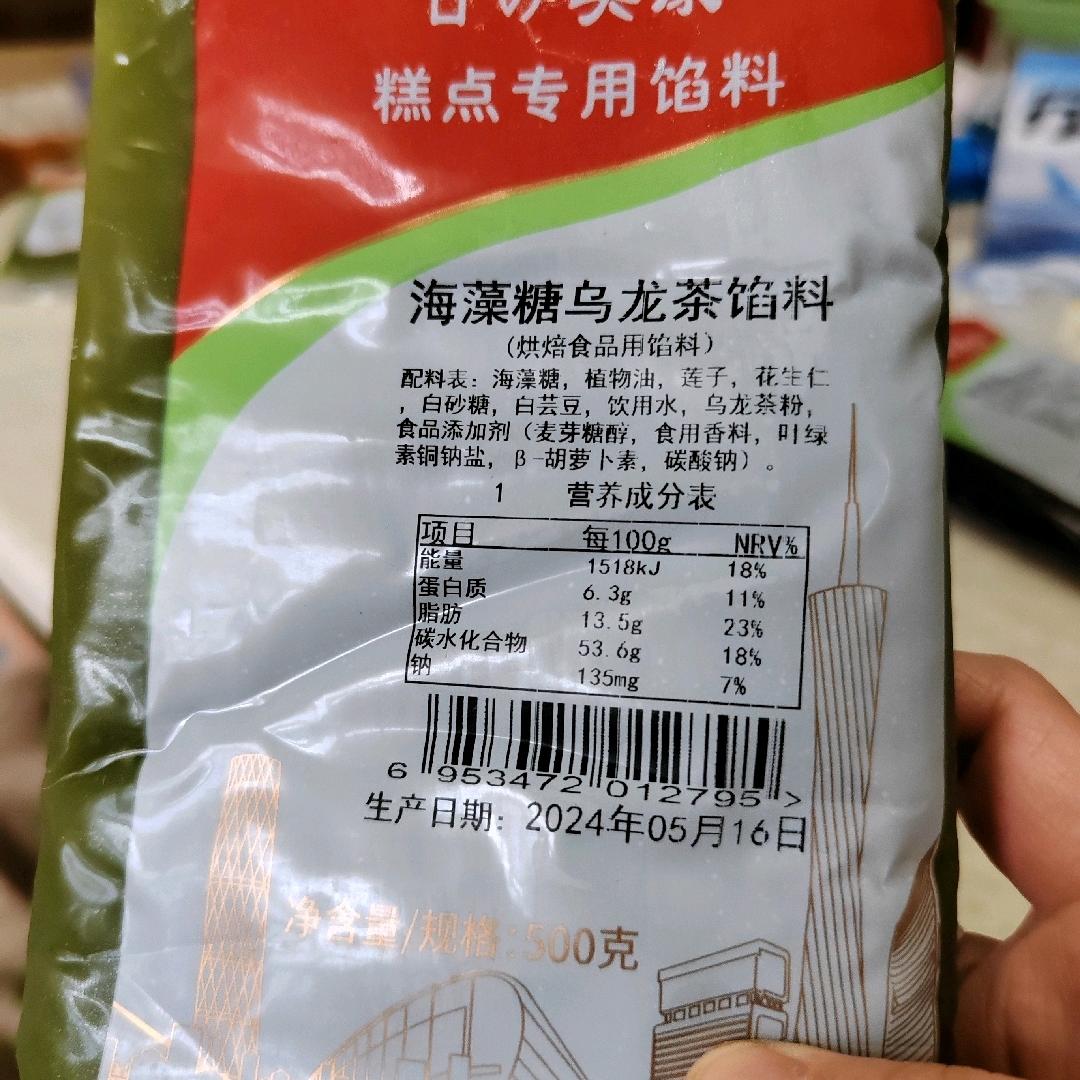 糕点专用馅料
海藻糖乌龙茶馅料
(烘焙食品用馅料)
配料表: 海藻糖, 植物油, 莲子, 花生仁
, 白砂糖, 白芸豆, 饮用水, 乌龙茶粉,
食品添加剂 (麦芽糖醇, 食用香料, 叶绿
素铜钠盐, β-胡萝卜素, 碳酸钠) 。
1 营养成分表
项目 每100g NRV%
能量 1518kJ 18%
蛋白质 6.3g 11%
脂肪 13.5g 23%
碳水化合物 53.6g 18%
钠 135mg 7%
6 953472 012795 >
生产日期: 2024年05月16日
净含量/规格:500克